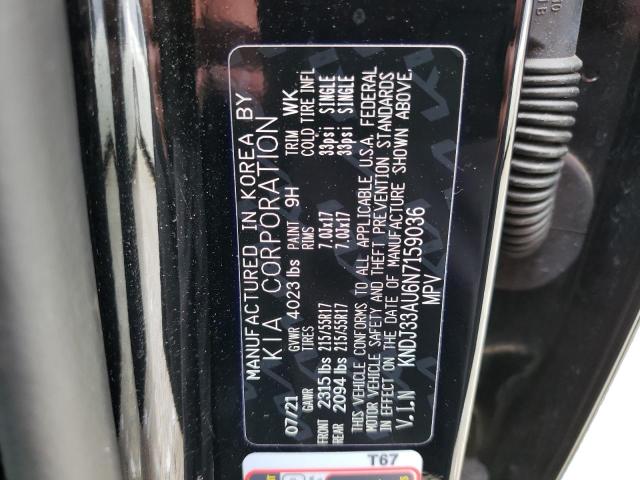 MANUFACTURED IN KOREA BY
KIA CORPORATION
07/21 GVWR 4023 lbs PAINT 9H TRIM WK
GAWR TIRES RIMS COLD TIRE INFL
FRONT 2315 lbs 215/55R17 7.0Jx17 33psi SINGLE
REAR 2094 lbs 215/55R17 7.0Jx17 33psi SINGLE
THIS VEHICLE CONFORMS TO ALL APPLICABLE U.S.A. FEDERAL
MOTOR VEHICLE SAFETY AND THEFT PREVENTION STANDARDS
IN EFFECT ON THE DATE OF MANUFACTURE SHOWN ABOVE.
V.I.N KNDJ33AU6N7159036
MPV
T67